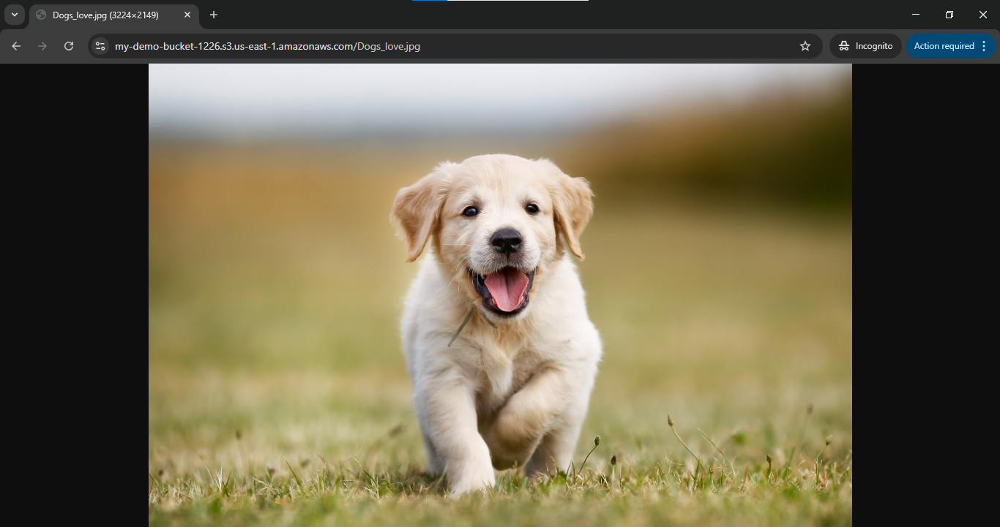 Dogs_love.jpg (3224×2149)
my-demo-bucket-1226.s3.us-east-1.amazonaws.com/Dogs_love.jpg
Incognito
Action required